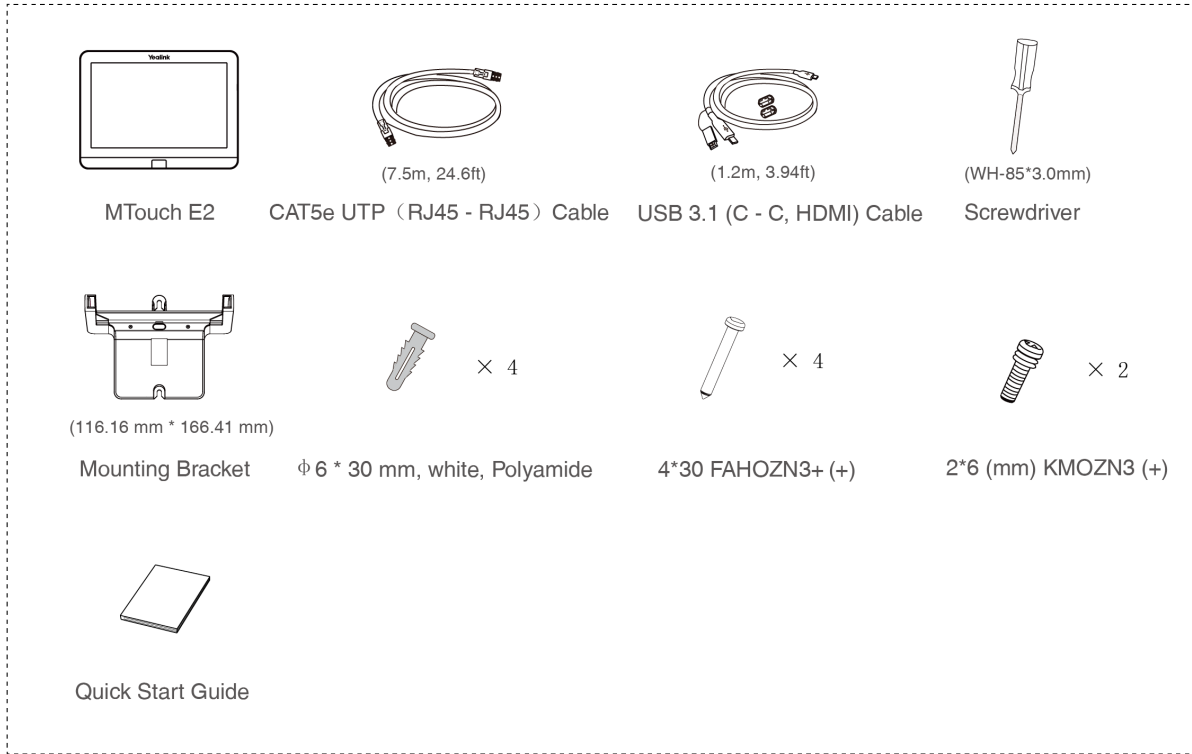 Yealink
(7.5m, 24.6ft)
(1.2m, 3.94ft)
(WH-85*3.0mm)
MTouch E2
CAT5e UTP（RJ45 - RJ45）Cable
USB 3.1 (C - C, HDMI) Cable
Screwdriver
× 4
× 4
× 2
(116.16 mm * 166.41 mm)
Mounting Bracket
ϕ6 * 30 mm, white, Polyamide
4*30 FAHOZN3+ (+)
2*6 (mm) KMOZN3 (+)
Quick Start Guide